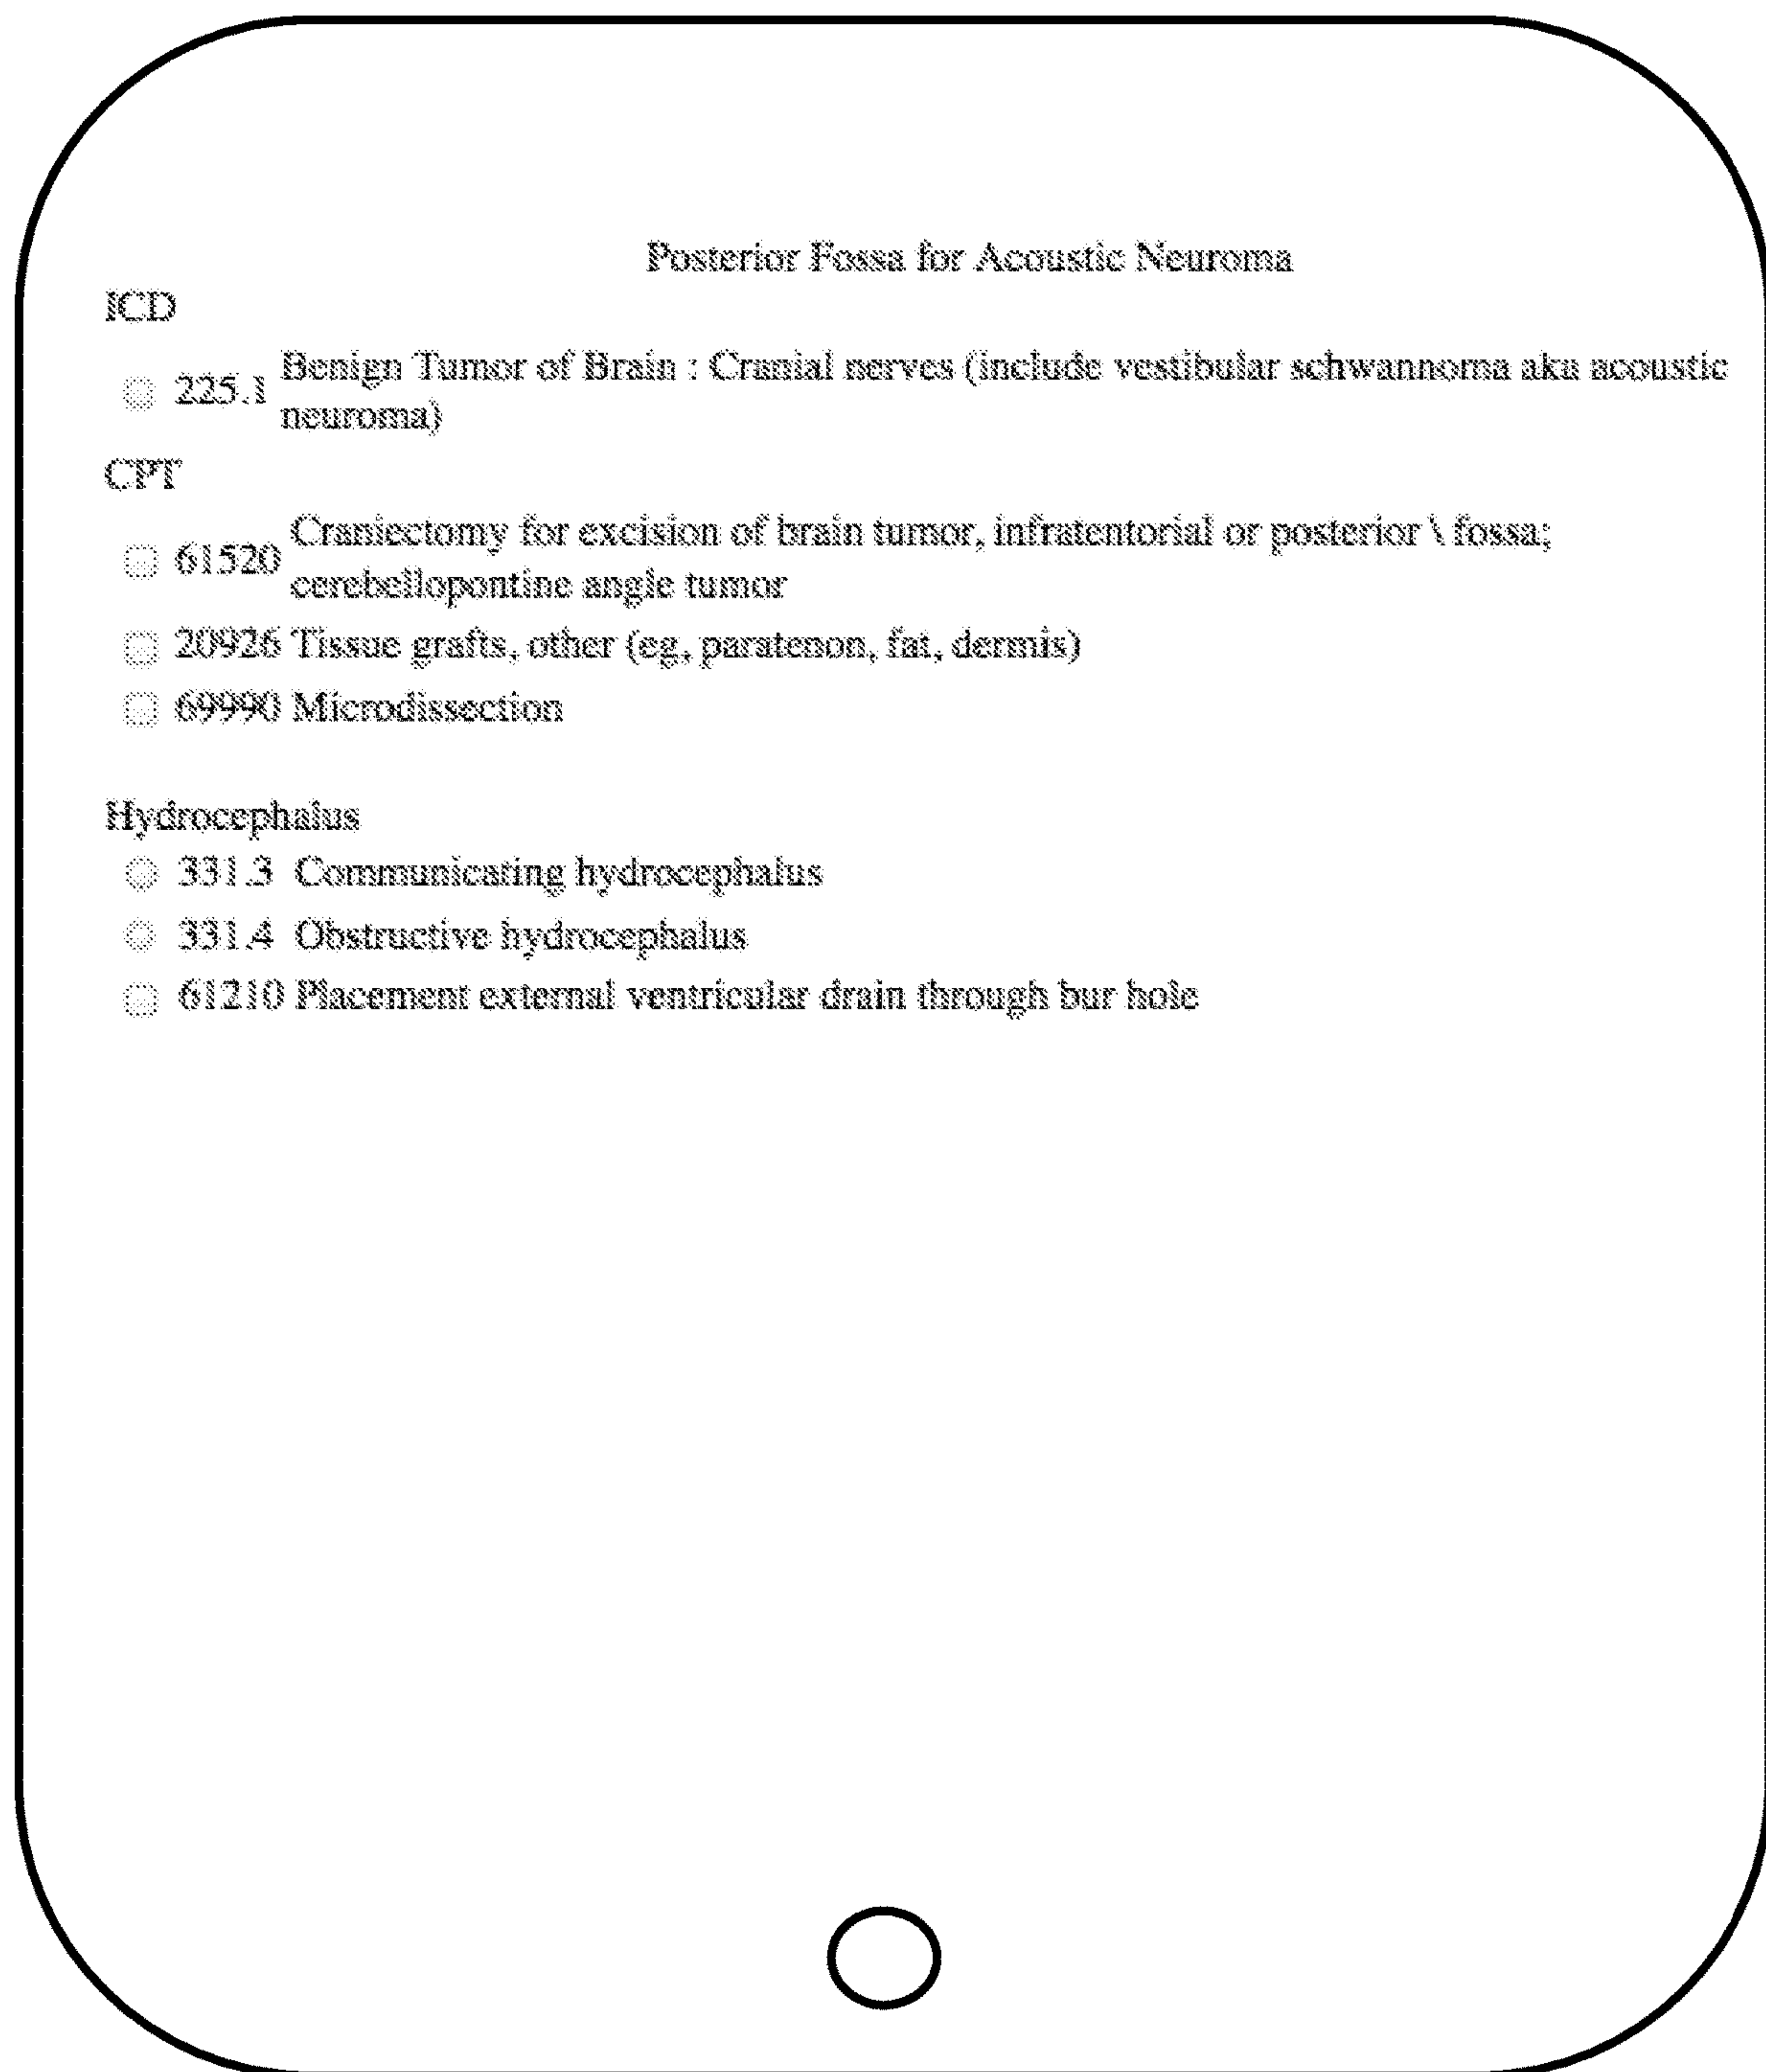 Posterior Fossa for Acoustic Neuroma
ICD
225.1 Benign Tumor of Brain : Cranial nerves (include vestibular schwannoma aka acoustic
neuroma)
CPT
61520 Craniectomy for excision of brain tumor, infratentorial or posterior \ fossa;
cerebellopontine angle tumor
20926 Tissue grafts, other (eg, paratenon, fat, dermis)
69990 Microdissection
Hydrocephalus
331.3 Communicating hydrocephalus
331.4 Obstructive hydrocephalus
61210 Placement external ventricular drain through bur hole